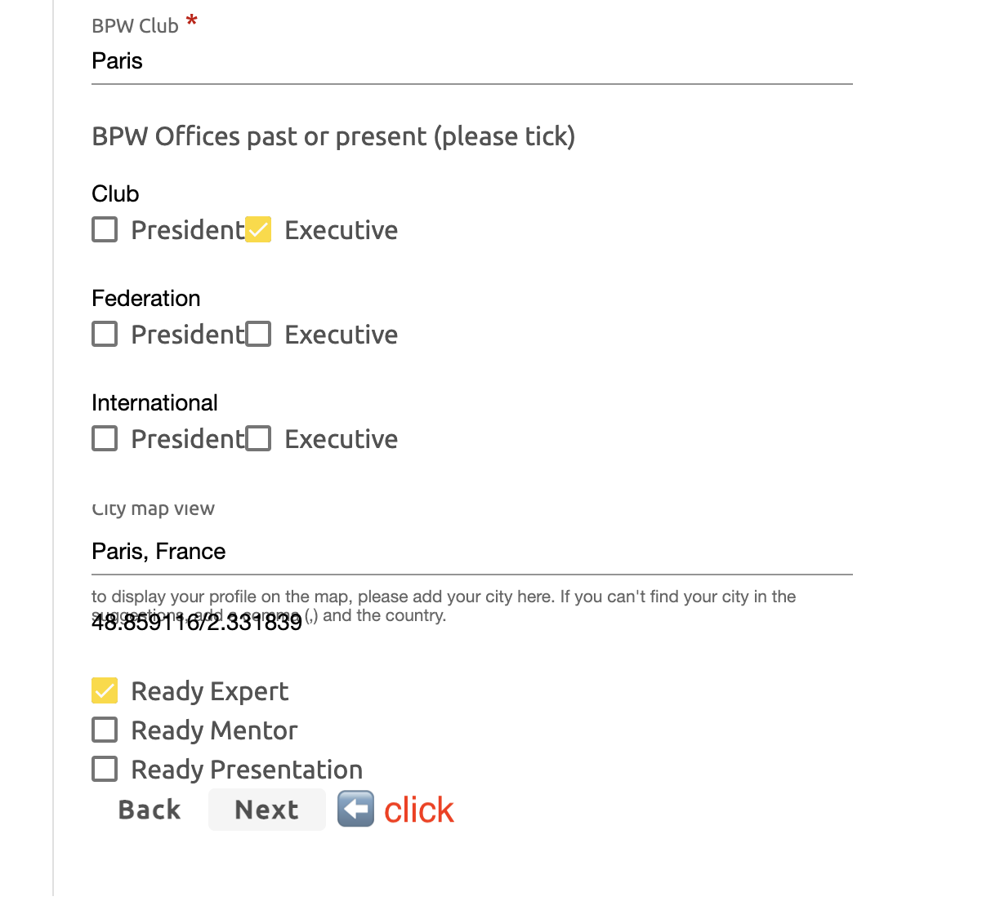 BPW Club *
Paris
BPW Offices past or present (please tick)
Club
President Executive
Federation
President Executive
International
President Executive
City map view
Paris, France
to display your profile on the map, please add your city here. If you can't find your city in the
suggestions, add a comma (,) and the country.
48.859116/2.331839
Ready Expert
Ready Mentor
Ready Presentation
Back Next click